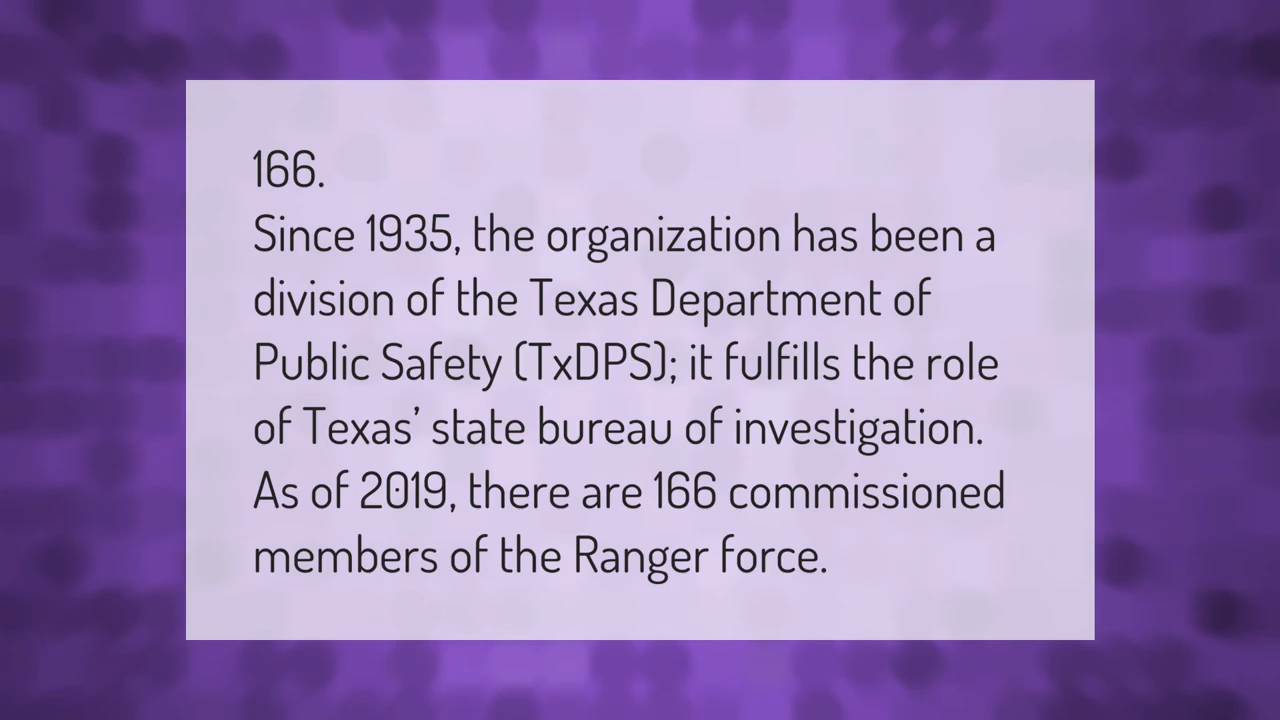 166.
Since 1935, the organization has been a
division of the Texas Department of
Public Safety (TxDPS); it fulfills the role
of Texas’ state bureau of investigation.
As of 2019, there are 166 commissioned
members of the Ranger force.